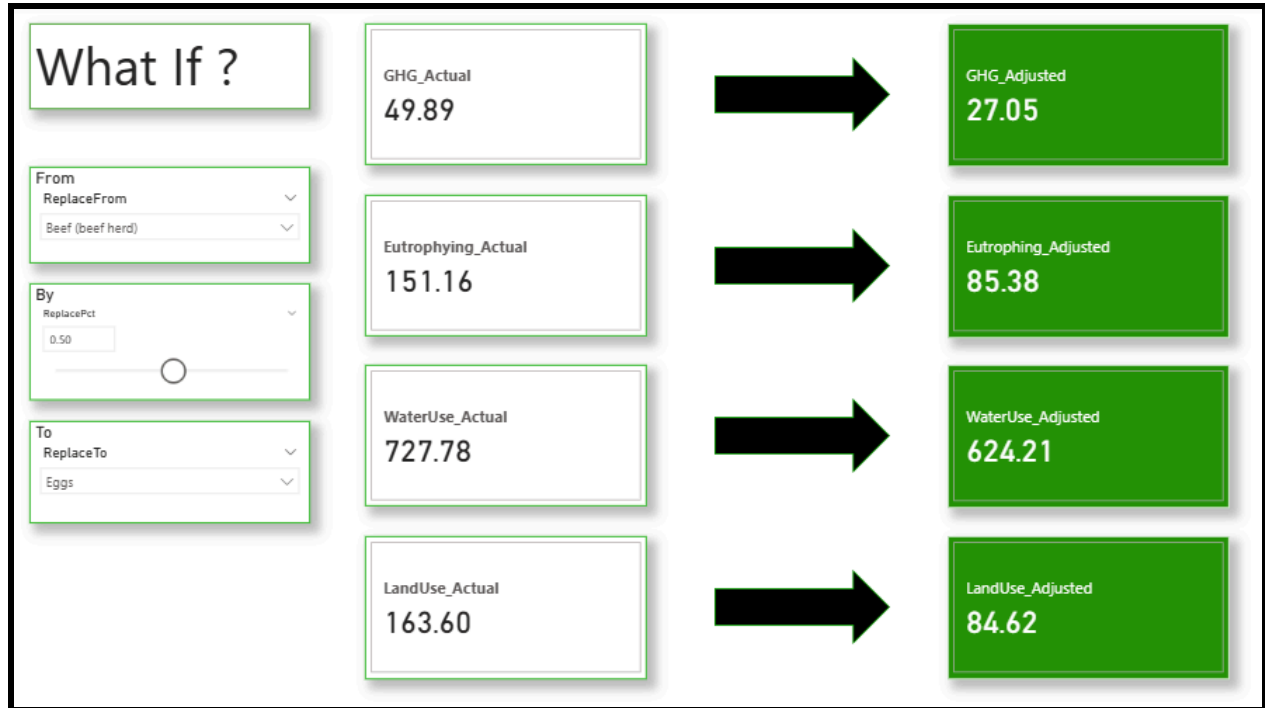 What If ?
From
ReplaceFrom
Beef (beef herd)
By
ReplacePct
0.50
To
ReplaceTo
Eggs
GHG_Actual
49.89
GHG_Adjusted
27.05
Eutrophying_Actual
151.16
Eutrophing_Adjusted
85.38
WaterUse_Actual
727.78
WaterUse_Adjusted
624.21
LandUse_Actual
163.60
LandUse_Adjusted
84.62